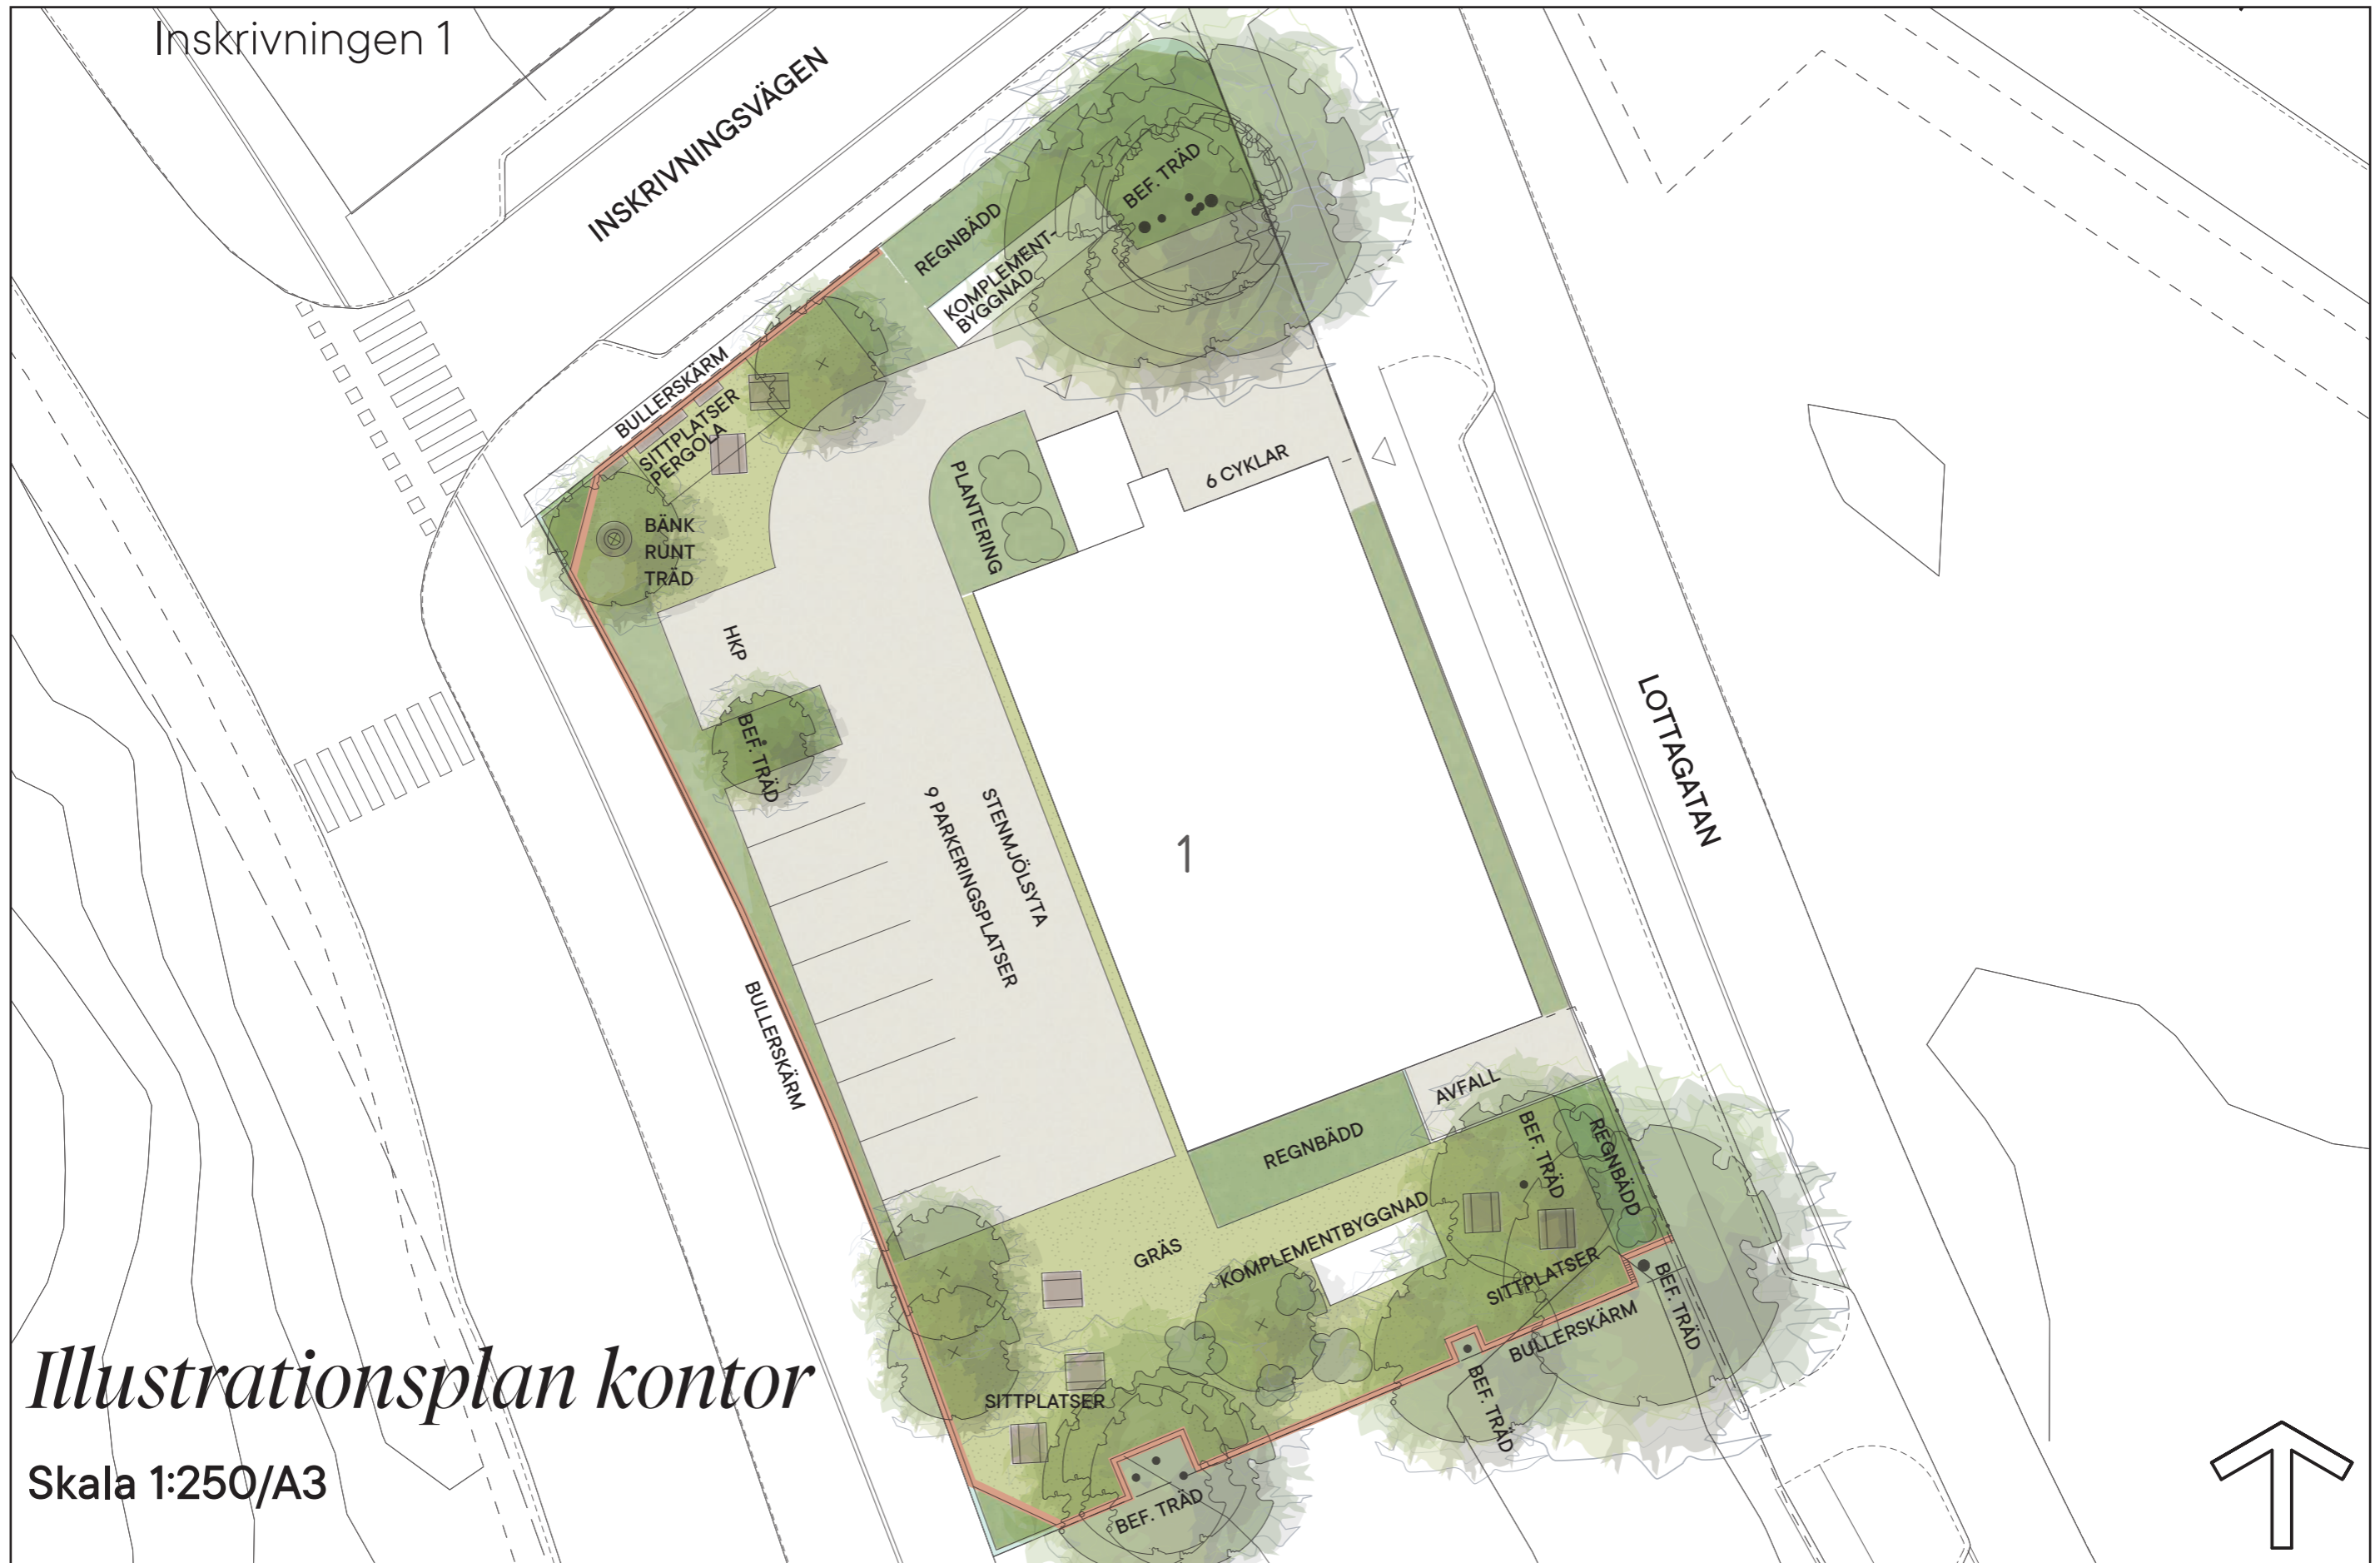 Inskrivningen 1
INSKRIVNINGSVÄGEN
BEF. TRÄD
REGNBÄDD
KOMPLEMENT-
BYGGNAD
BULLERSKÄRM
SITTPLATSER
PERGOLA
6 CYKLAR
PLANTERING
BÄNK
RUNT
TRÄD
HKP
BEF. TRÄD
LOTTAGATAN
9 PARKERINGSPLATSER
STENMJÖLSYTA
1
BULLERSKÄRM
AVFALL
REGNBÄDD
BEF. TRÄD
REGNBÄDD
GRÄS
KOMPLEMENTBYGGNAD
SITTPLATSER
BEF. TRÄD
BULLERSKÄRM
BEF. TRÄD
SITTPLATSER
BEF. TRÄD
Illustrationsplan kontor
Skala 1:250/A3